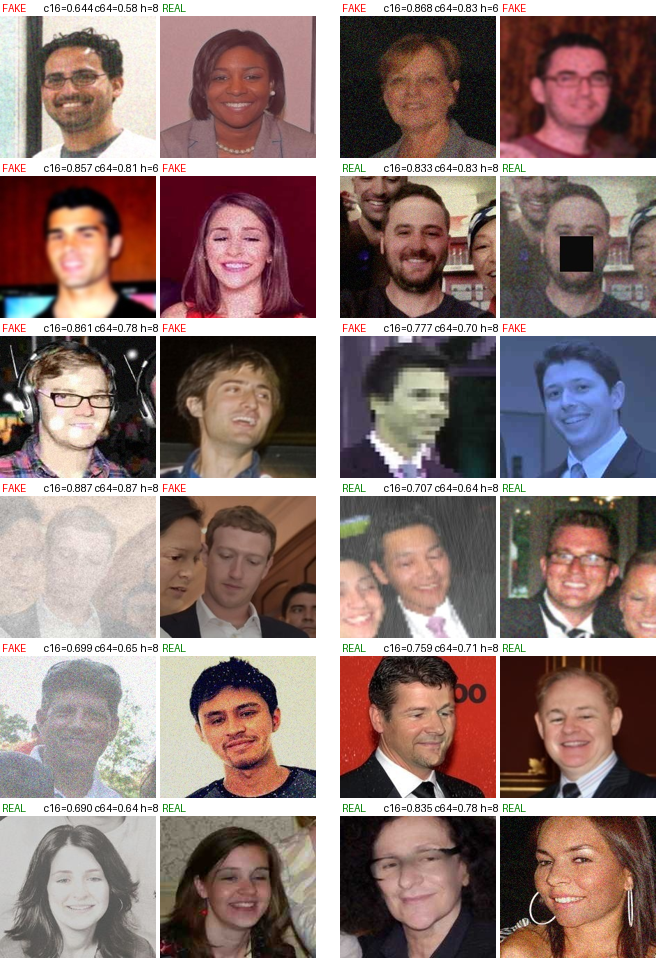 FAKE c16=0.644 c64=0.58 h=8 REAL FAKE c16=0.868 c64=0.83 h=6 FAKE
FAKE c16=0.857 c64=0.81 h=6 FAKE REAL c16=0.833 c64=0.83 h=8 REAL
FAKE c16=0.861 c64=0.78 h=8 FAKE FAKE c16=0.777 c64=0.70 h=8 FAKE
FAKE c16=0.887 c64=0.87 h=8 FAKE REAL c16=0.707 c64=0.64 h=8 REAL
FAKE c16=0.699 c64=0.65 h=8 REAL REAL c16=0.759 c64=0.71 h=8 REAL
OO
REAL c16=0.690 c64=0.64 h=8 REAL REAL c16=0.835 c64=0.78 h=8 REAL